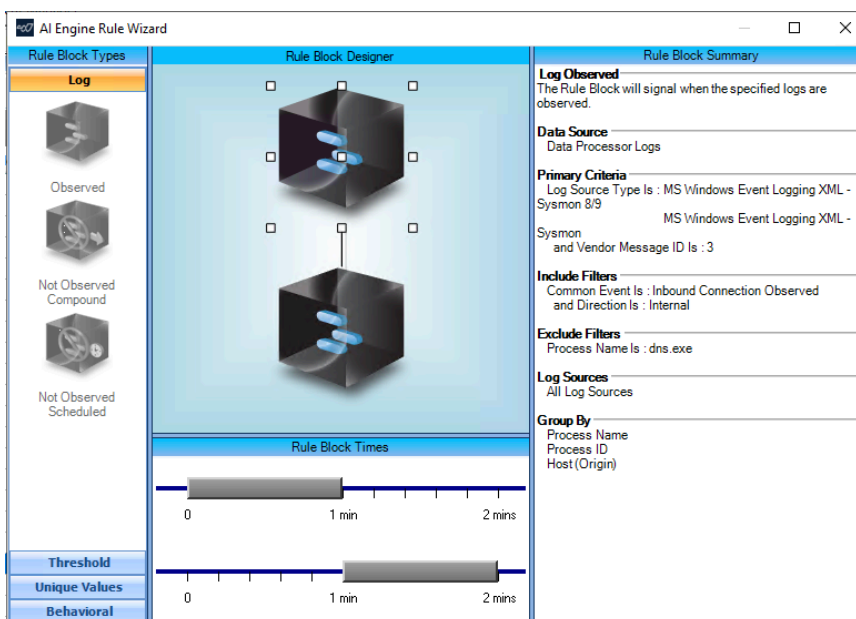 AI Engine Rule Wizard
Rule Block Types
Log
Observed
Not Observed
Compound
Not Observed
Scheduled
Threshold
Unique Values
Behavioral
Rule Block Designer
Rule Block Times
0 1 min 2 mins
0 1 min 2 mins
Rule Block Summary
Log Observed
The Rule Block will signal when the specified logs are
observed.
Data Source
Data Processor Logs
Primary Criteria
Log Source Type Is : MS Windows Event Logging XML -
Sysmon 8/9
MS Windows Event Logging XML -
Sysmon
and Vendor Message ID Is : 3
Include Filters
Common Event Is : Inbound Connection Observed
and Direction Is : Internal
Exclude Filters
Process Name Is : dns.exe
Log Sources
All Log Sources
Group By
Process Name
Process ID
Host (Origin)